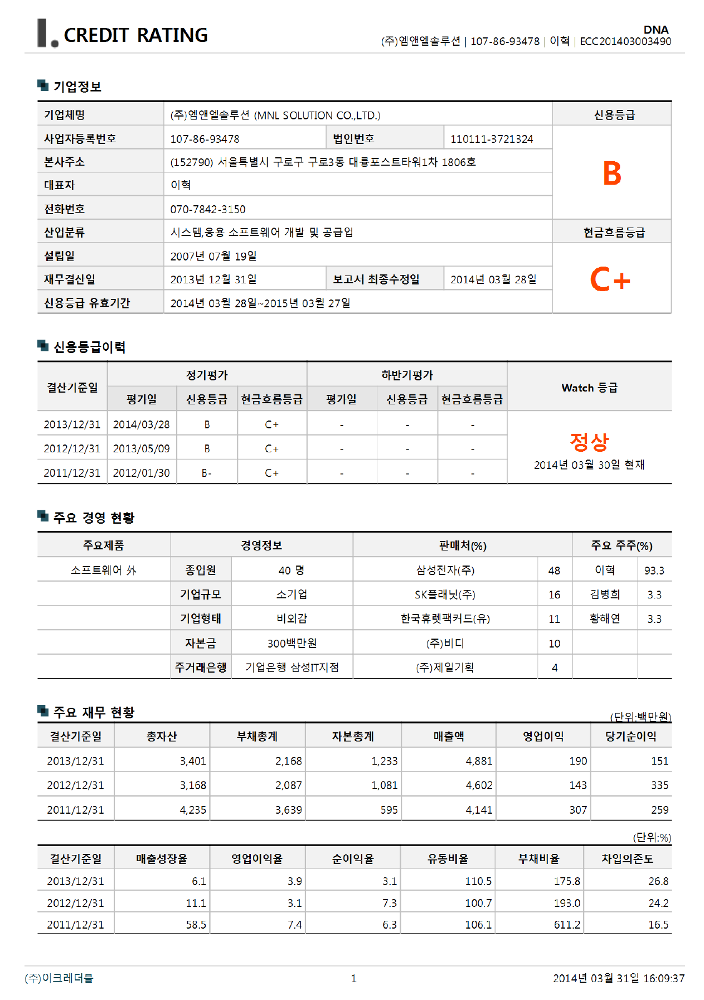 I. CREDIT RATING
DNA
(주)엠앤엘솔루션 | 107-86-93478 | 이혁 | ECC201403003490
기업정보
기업체명 (주)엠앤엘솔루션 (MNL SOLUTION CO.,LTD.) 신용등급
사업자등록번호 107-86-93478 법인번호 110111-3721324
본사주소 (152790) 서울특별시 구로구 구로3동 대륭포스트타워1차 1806호
B
대표자 이혁
전화번호 070-7842-3150
산업분류 시스템,응용 소프트웨어 개발 및 공급업 현금흐름등급
설립일 2007년 07월 19일
재무결산일 2013년 12월 31일 보고서 최종수정일 2014년 03월 28일
C+
신용등급 유효기간 2014년 03월 28일~2015년 03월 27일
신용등급이력
결산기준일 정기평가 하반기평가 Watch 등급
평가일 신용등급 현금흐름등급 평가일 신용등급 현금흐름등급
2013/12/31 2014/03/28 B C+ - - -
2012/12/31 2013/05/09 B C+ - - -
2011/12/31 2012/01/30 B- C+ - - -
정상
2014년 03월 30일 현재
주요 경영 현황
주요제품 경영정보 판매처(%) 주요 주주(%)
소프트웨어 外 종업원 40 명 삼성전자(주) 48 이혁 93.3
기업규모 소기업 SK플래닛(주) 16 김병희 3.3
기업형태 비외감 한국휴렛팩커드(유) 11 황해연 3.3
자본금 300백만원 (주)비디 10
주거래은행 기업은행 삼성IT지점 (주)제일기획 4
주요 재무 현황
(단위:백만원)
결산기준일 총자산 부채총계 자본총계 매출액 영업이익 당기순이익
2013/12/31 3,401 2,168 1,233 4,881 190 151
2012/12/31 3,168 2,087 1,081 4,602 143 335
2011/12/31 4,235 3,639 595 4,141 307 259
(단위:%)
결산기준일 매출성장율 영업이익율 순이익율 유동비율 부채비율 차입의존도
2013/12/31 6.1 3.9 3.1 110.5 175.8 26.8
2012/12/31 11.1 3.1 7.3 100.7 193.0 24.2
2011/12/31 58.5 7.4 6.3 106.1 611.2 16.5
(주)이크레더블 1 2014년 03월 31일 16:09:37